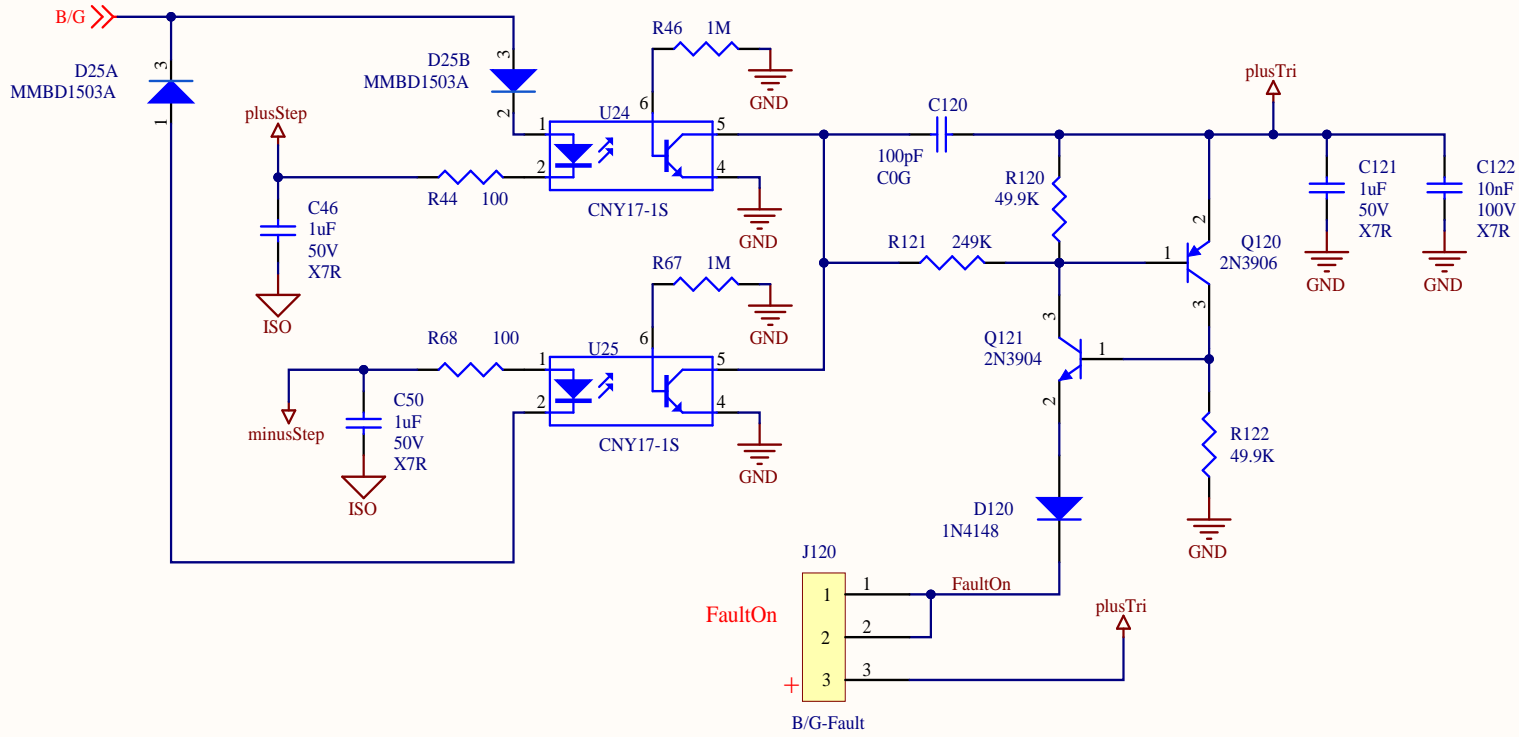 B/G
D25A
MMBD1503A
3
1
plusStep
C46
1uF
50V
X7R
ISO
R44 100
D25B
MMBD1503A
3
2
R46 1M
GND
U24
1
2
6
5
4
CNY17-1S
GND
R67 1M
GND
R68 100
minusStep
C50
1uF
50V
X7R
ISO
U25
1
2
6
5
4
CNY17-1S
GND
C120
100pF
C0G
R120
49.9K
R121 249K
plusTri
C121
1uF
50V
X7R
GND
C122
10nF
100V
X7R
GND
2
1
3
Q120
2N3906
Q121
2N3904
3
1
2
R122
49.9K
GND
D120
1N4148
J120
1 1
2 2
3 3
FaultOn
FaultOn
plusTri
+
B/G-Fault